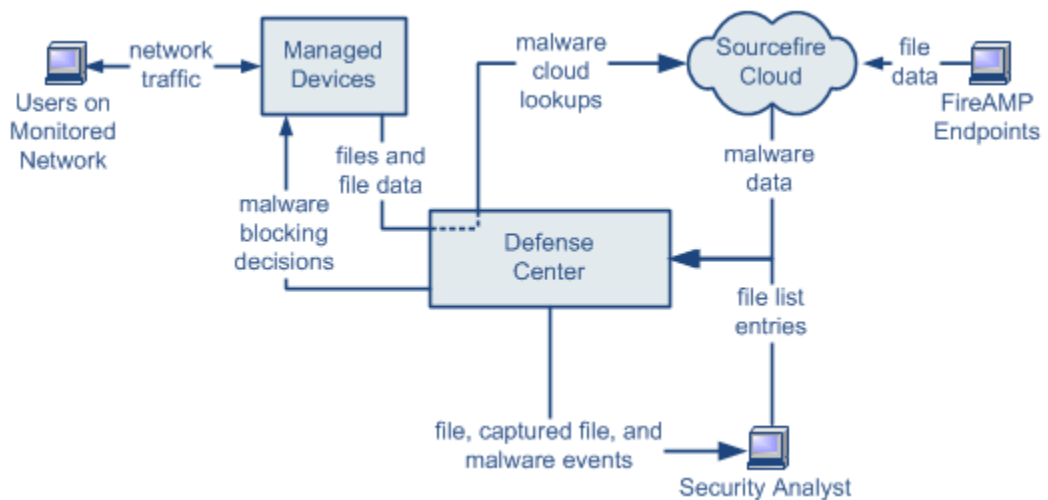 Users on
Monitored
Network
network
traffic
Managed
Devices
malware
cloud
lookups
Sourcefire
Cloud
file
data
FireAMP
Endpoints
files and
file data
malware
data
malware
blocking
decisions
Defense
Center
file list
entries
file, captured file, and
malware events
Security Analyst